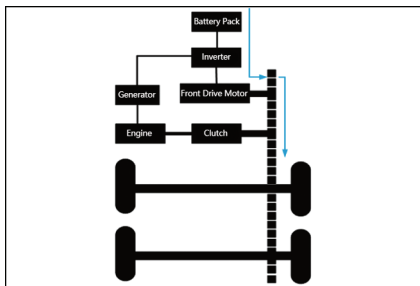 Battery Pack
Inverter
Generator
Front Drive Motor
Engine
Clutch